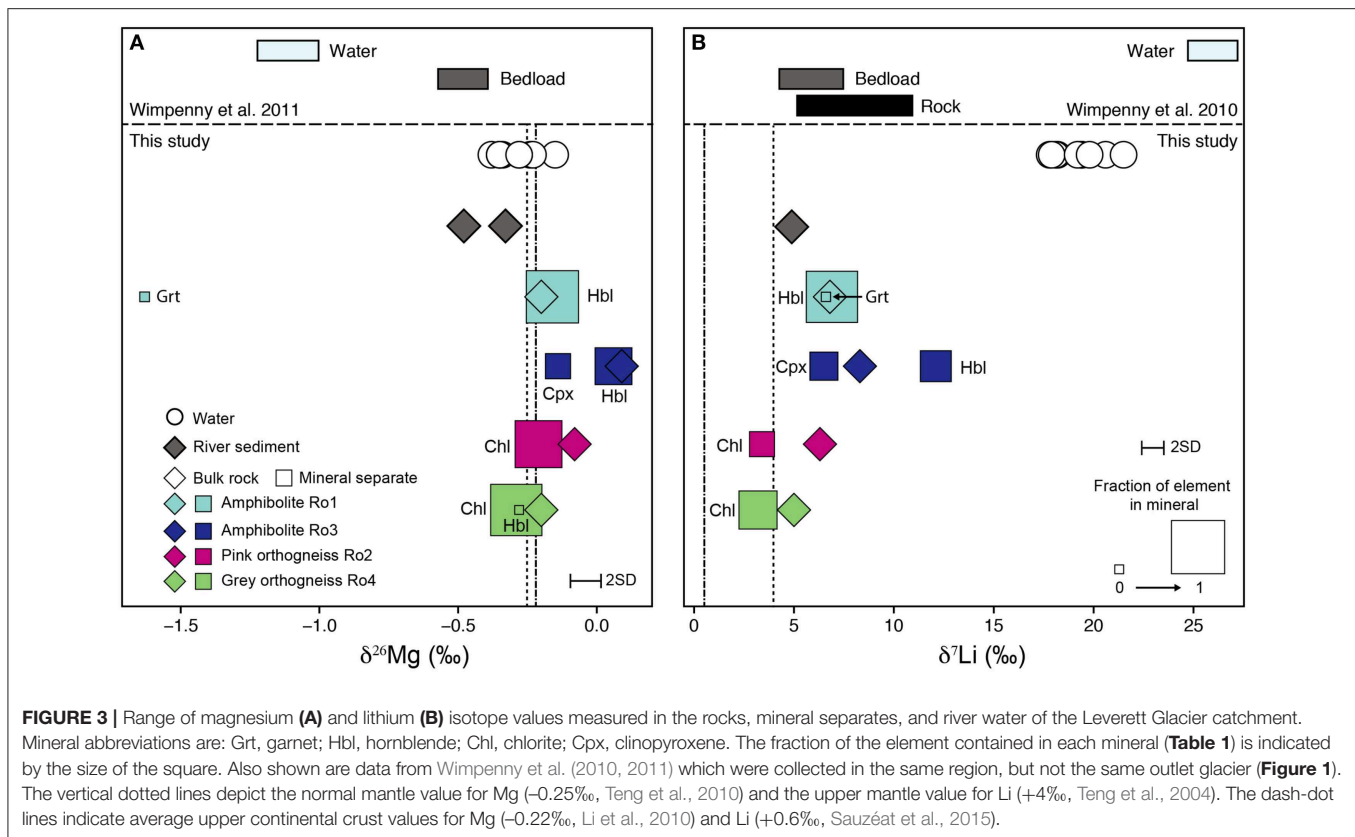 A
Water
Bedload
Wimpenny et al. 2011
This study
Grt
Hbl
Cpx
Hbl
Chl
Chl
Hbl
Water
River sediment
Bulk rock Mineral separate
Amphibolite Ro1
Amphibolite Ro3
Pink orthogneiss Ro2
Grey orthogneiss Ro4
2SD
−1.5 −1.0 −0.5 0.0
δ26Mg (‰)
B
Water
Bedload
Rock
Wimpenny et al. 2010
This study
Hbl Grt
Cpx Hbl
Chl
2SD
Fraction of element
in mineral
Chl
0 1
0 5 10 15 20 25
δ7Li (‰)
FIGURE 3 | Range of magnesium (A) and lithium (B) isotope values measured in the rocks, mineral separates, and river water of the Leverett Glacier catchment.
Mineral abbreviations are: Grt, garnet; Hbl, hornblende; Chl, chlorite; Cpx, clinopyroxene. The fraction of the element contained in each mineral (Table 1) is indicated
by the size of the square. Also shown are data from Wimpenny et al. (2010, 2011) which were collected in the same region, but not the same outlet glacier (Figure 1).
The vertical dotted lines depict the normal mantle value for Mg (–0.25‰, Teng et al., 2010) and the upper mantle value for Li (+4‰, Teng et al., 2004). The dash-dot
lines indicate average upper continental crust values for Mg (–0.22‰, Li et al., 2010) and Li (+0.6‰, Sauzéat et al., 2015).